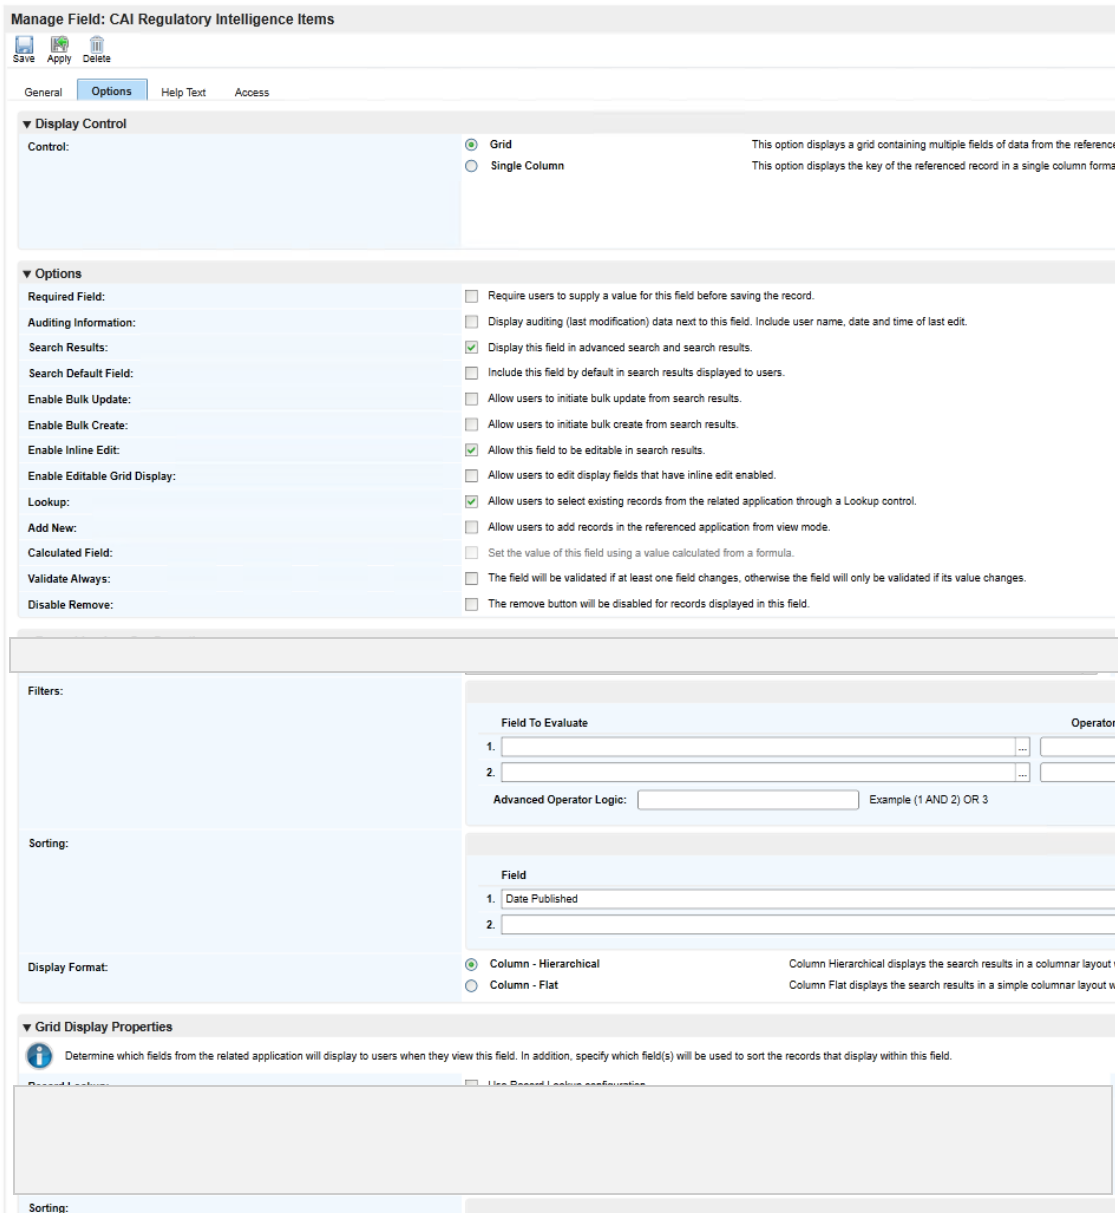 Manage Field: CAI Regulatory Intelligence Items
Save Apply Delete
General Options Help Text Access
▼ Display Control
Control: Grid This option displays a grid containing multiple fields of data from the reference
Single Column This option displays the key of the referenced record in a single column forma
▼ Options
Required Field: Require users to supply a value for this field before saving the record.
Auditing Information: Display auditing (last modification) data next to this field. Include user name, date and time of last edit.
Search Results: Display this field in advanced search and search results.
Search Default Field: Include this field by default in search results displayed to users.
Enable Bulk Update: Allow users to initiate bulk update from search results.
Enable Bulk Create: Allow users to initiate bulk create from search results.
Enable Inline Edit: Allow this field to be editable in search results.
Enable Editable Grid Display: Allow users to edit display fields that have inline edit enabled.
Lookup: Allow users to select existing records from the related application through a Lookup control.
Add New: Allow users to add records in the referenced application from view mode.
Calculated Field: Set the value of this field using a value calculated from a formula.
Validate Always: The field will be validated if at least one field changes, otherwise the field will only be validated if its value changes.
Disable Remove: The remove button will be disabled for records displayed in this field.
Filters:
Field To Evaluate Operator
1. ...
2. ...
Advanced Operator Logic: Example (1 AND 2) OR 3
Sorting:
Field
1. Date Published
2.
Display Format: Column - Hierarchical Column Hierarchical displays the search results in a columnar layout
Column - Flat Column Flat displays the search results in a simple columnar layout w
▼ Grid Display Properties
Determine which fields from the related application will display to users when they view this field. In addition, specify which field(s) will be used to sort the records that display within this field.
Record Lookup: Use Record Lookup configuration
Sorting: